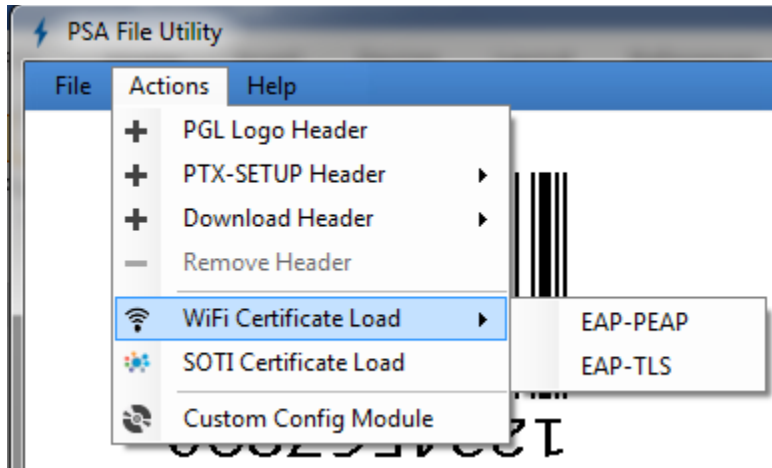 PSA File Utility
File Actions Help
PGL Logo Header
PTX-SETUP Header
Download Header
Remove Header
WiFi Certificate Load
EAP-PEAP
SOTI Certificate Load
EAP-TLS
Custom Config Module